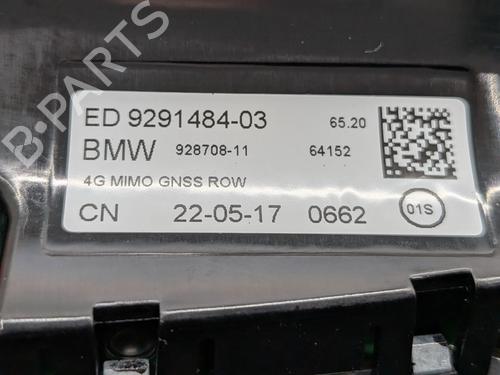 ED 9291484-03 65.20
BMW 928708-11 64152
4G MIMO GNSS ROW
CN 22-05-17 0662 01S
B-PARTS